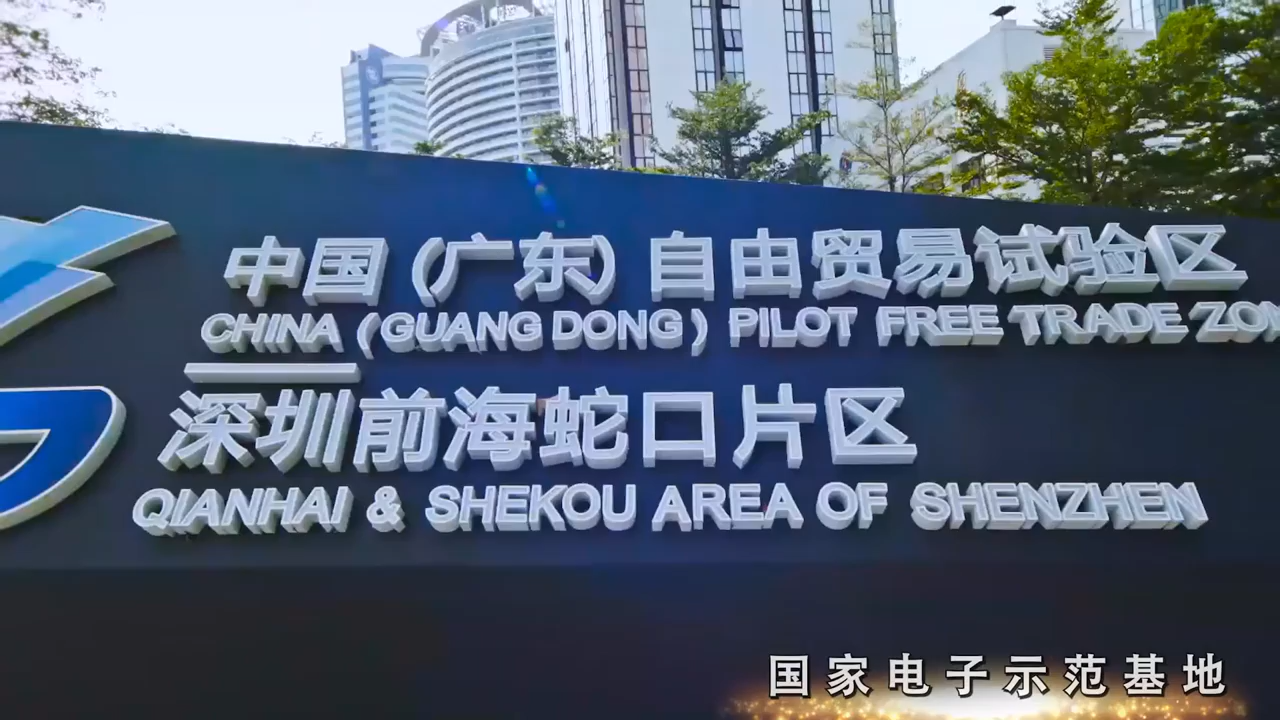 中国（广东）自由贸易试验区
CHINA (GUANG DONG) PILOT FREE TRADE ZON
深圳前海蛇口片区
QIANHAI & SHEKOU AREA OF SHENZHEN
国家电子示范基地